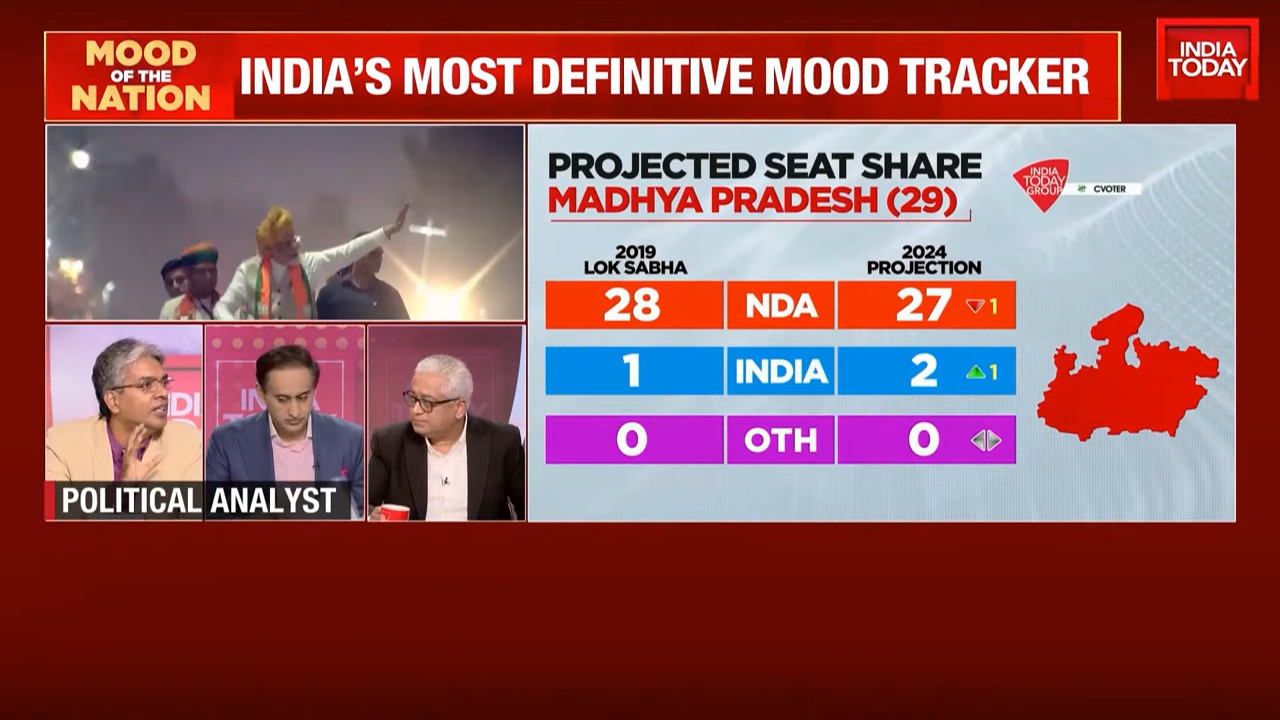 MOOD
OF THE
NATION
INDIA'S MOST DEFINITIVE MOOD TRACKER
INDIA
TODAY
PROJECTED SEAT SHARE
MADHYA PRADESH (29)
INDIA
TODAY
GROUP
CVOTER
2019
LOK SABHA
2024
PROJECTION
28 NDA 27 1
1 INDIA 2 1
0 OTH 0
POLITICAL ANALYST